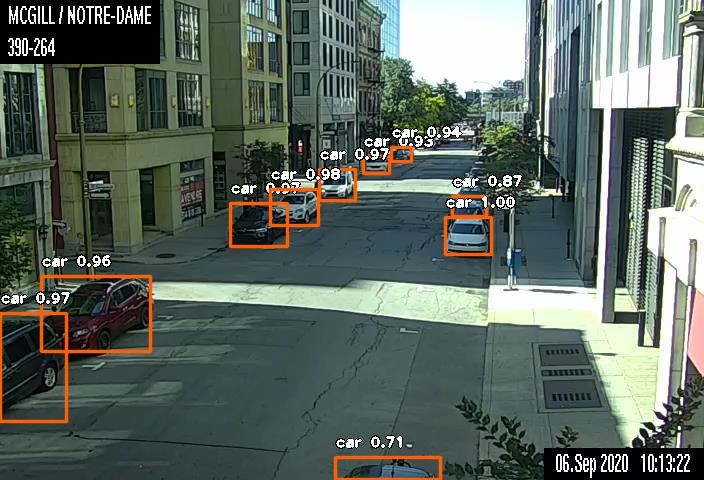 MCGILL / NOTRE-DAME
390-264
car 0.94
car 0.93
car 0.97
car 0.98
car 0.97
car 0.87
car 1.00
car 0.96
car 0.97
car 0.71
06.Sep 2020 10:13:22